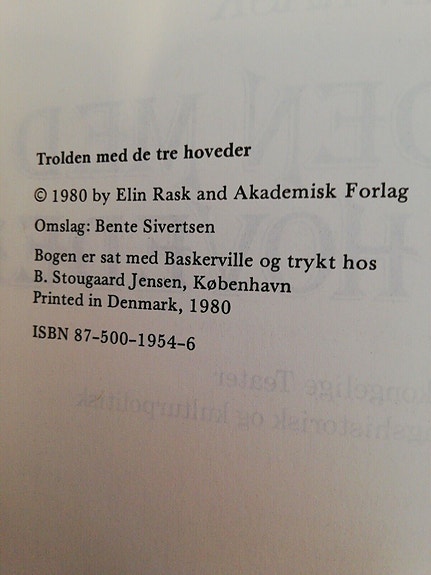 Trolden med de tre hoveder
© 1980 by Elin Rask and Akademisk Forlag
Omslag: Bente Sivertsen
Bogen er sat med Baskerville og trykt hos
B. Stougaard Jensen, København
Printed in Denmark, 1980
ISBN 87-500-1954-6